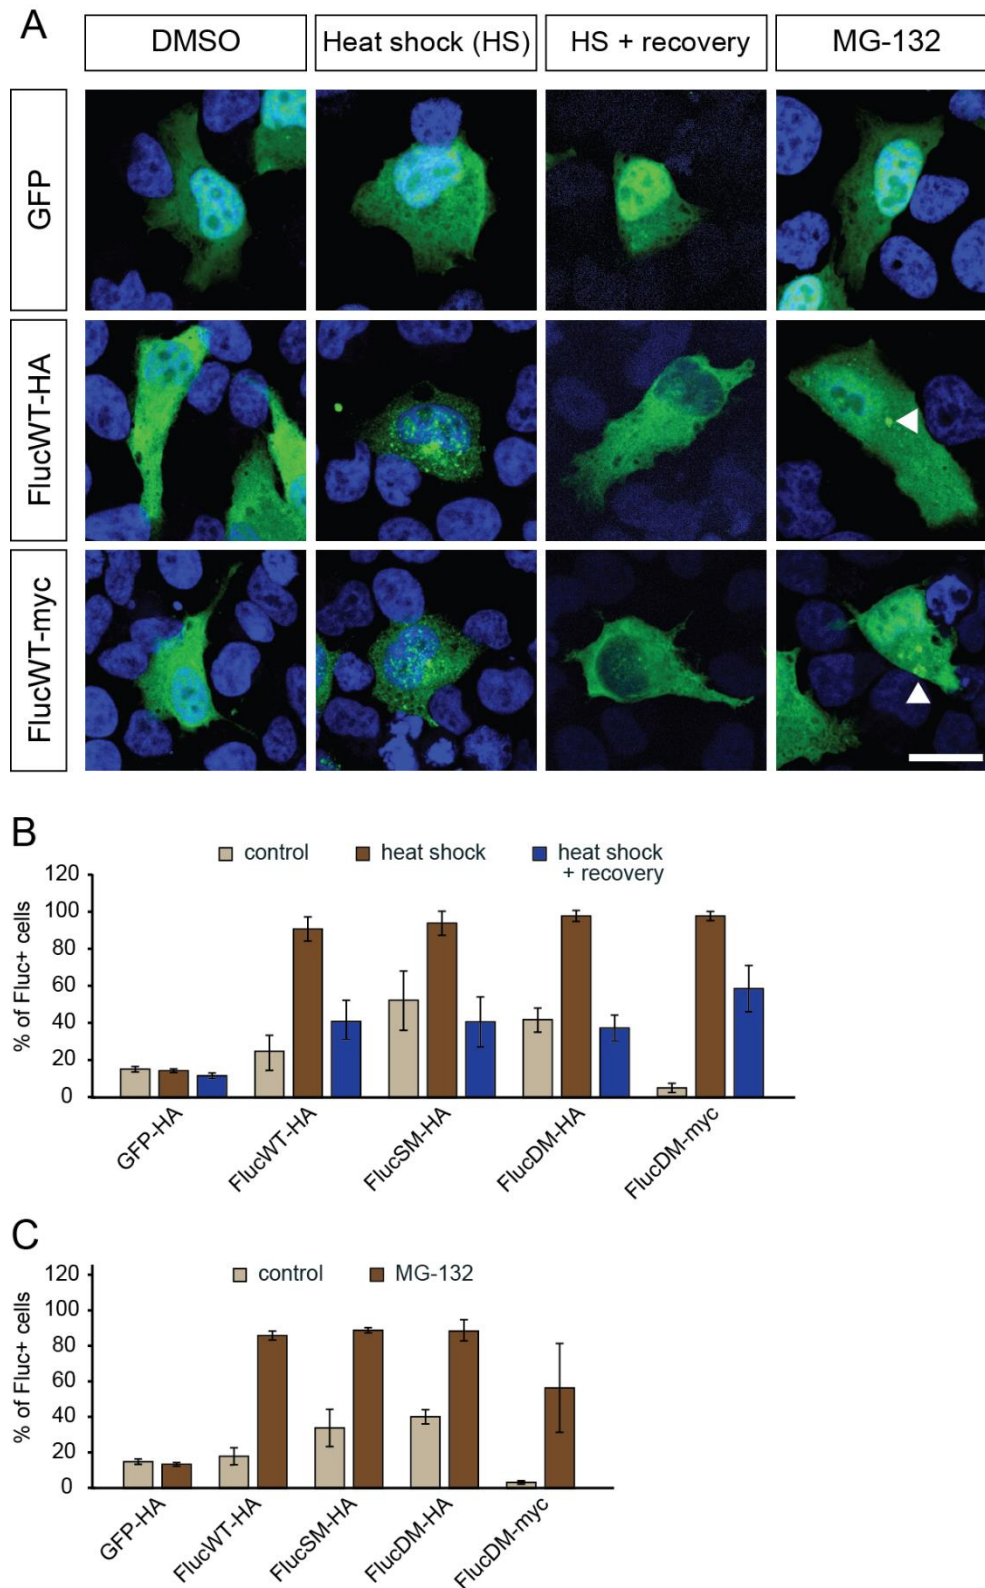 A
DMSO
Heat shock (HS)
HS + recovery
MG-132
GFP
FlucWT-HA
FlucWT-myc
B
control
heat shock
heat shock
+ recovery
% of Fluc+ cells
120
100
80
60
40
20
0
GFP-HA
FlucWT-HA
FlucSM-HA
FlucDM-HA
FlucDM-myc
C
control
MG-132
% of Fluc+ cells
120
100
80
60
40
20
0
GFP-HA
FlucWT-HA
FlucSM-HA
FlucDM-HA
FlucDM-myc